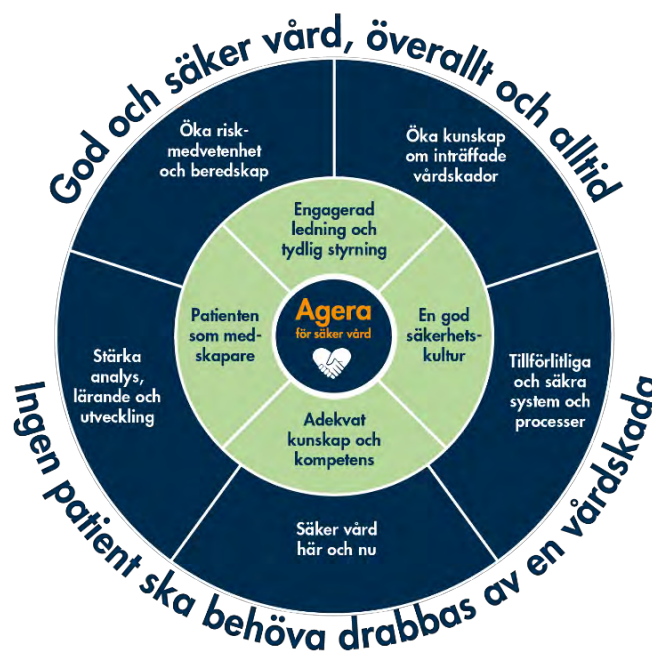 God och säker vård, överallt och alltid
Öka risk-
medvetenhet
och beredskap
Öka kunskap
om inträffade
vårdskador
Engagerad
ledning och
tydlig styrning
Patienten
som med-
skapare
Agera
för säker vård
En god
säkerhets-
kultur
Stärka
analys,
lärande och
utveckling
Tillförlitliga
och säkra
system och
processer
Adekvat
kunskap och
kompetens
Säker vård
här och nu
Ingen patient ska behöva drabbas av en vårdskada